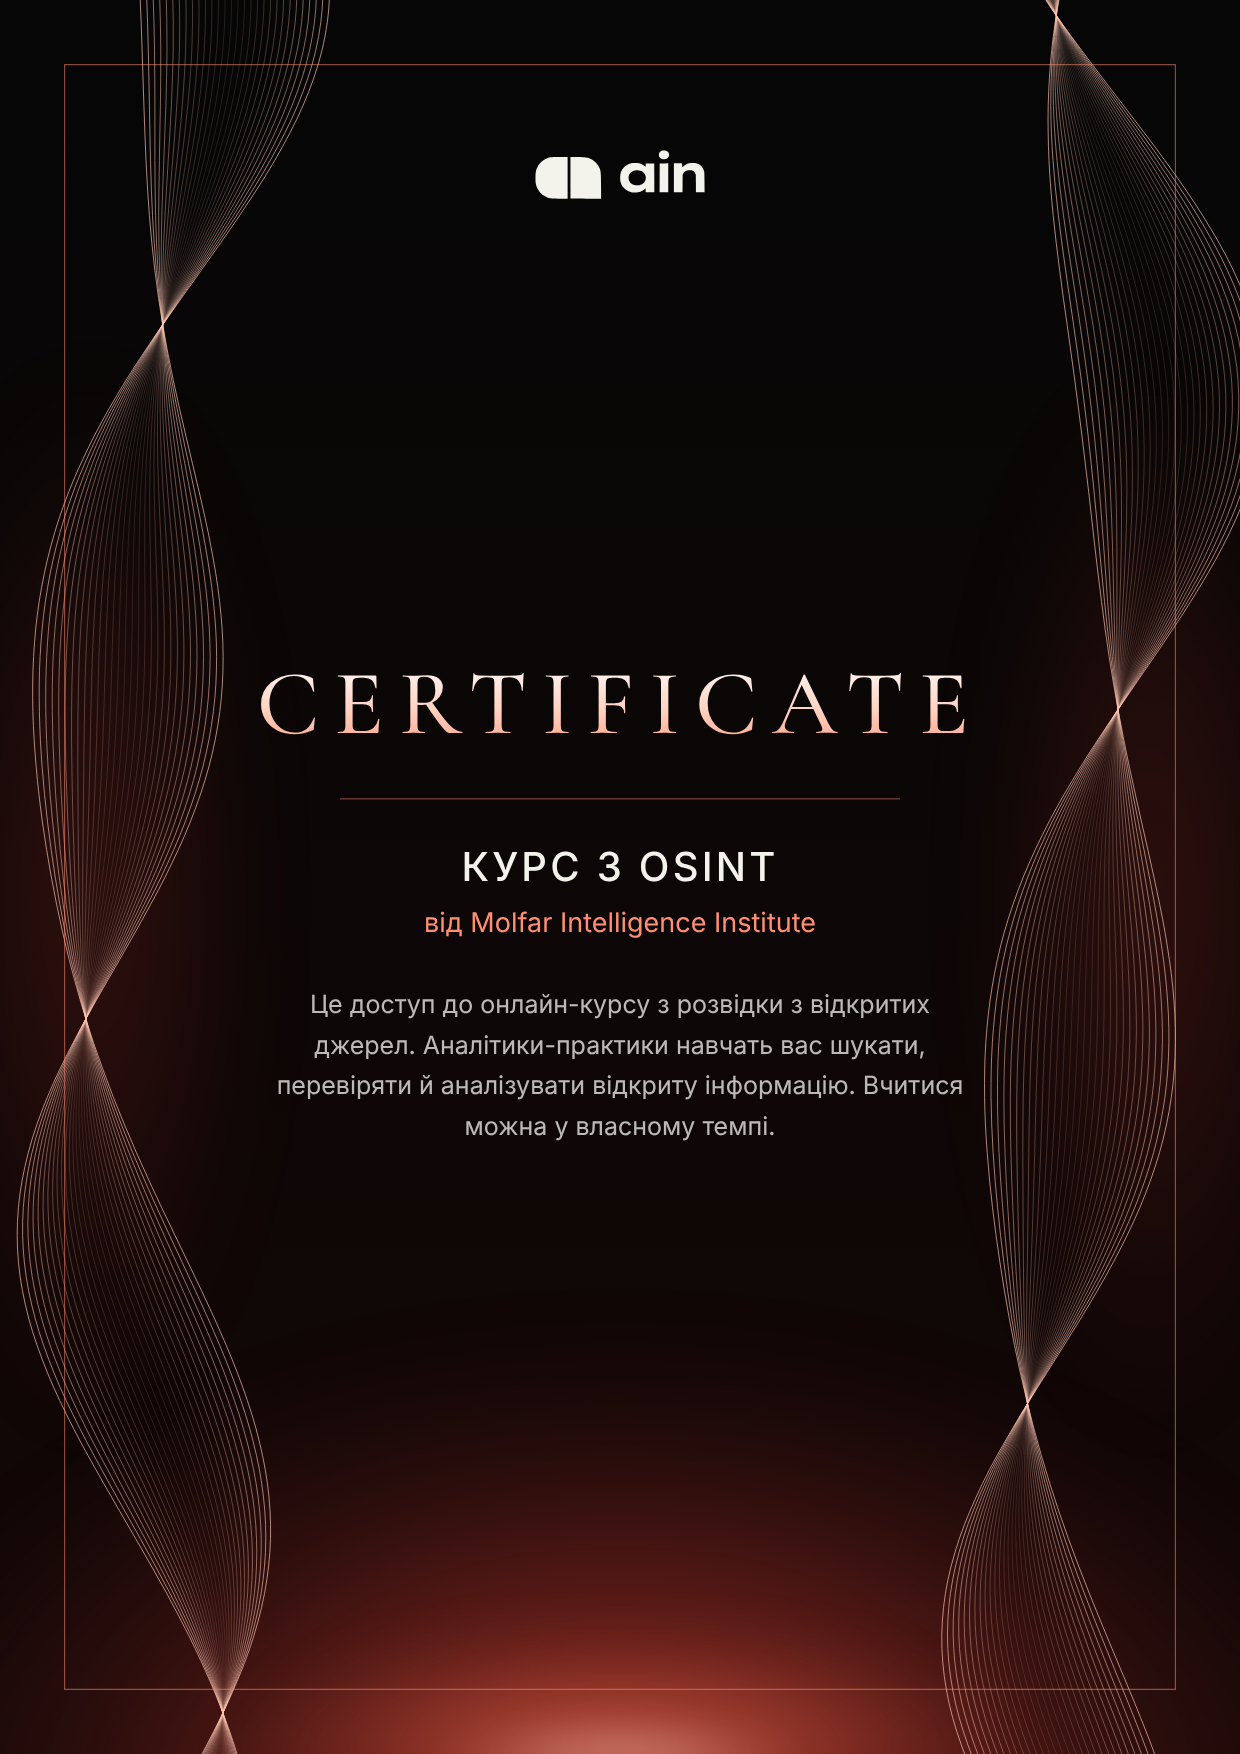 ain
CERTIFICATE
КУРС З OSINT
від Molfar Intelligence Institute
Це доступ до онлайн-курсу з розвідки з відкритих
джерел. Аналітики-практики навчать вас шукати,
перевіряти й аналізувати відкриту інформацію. Вчитися
можна у власному темпі.